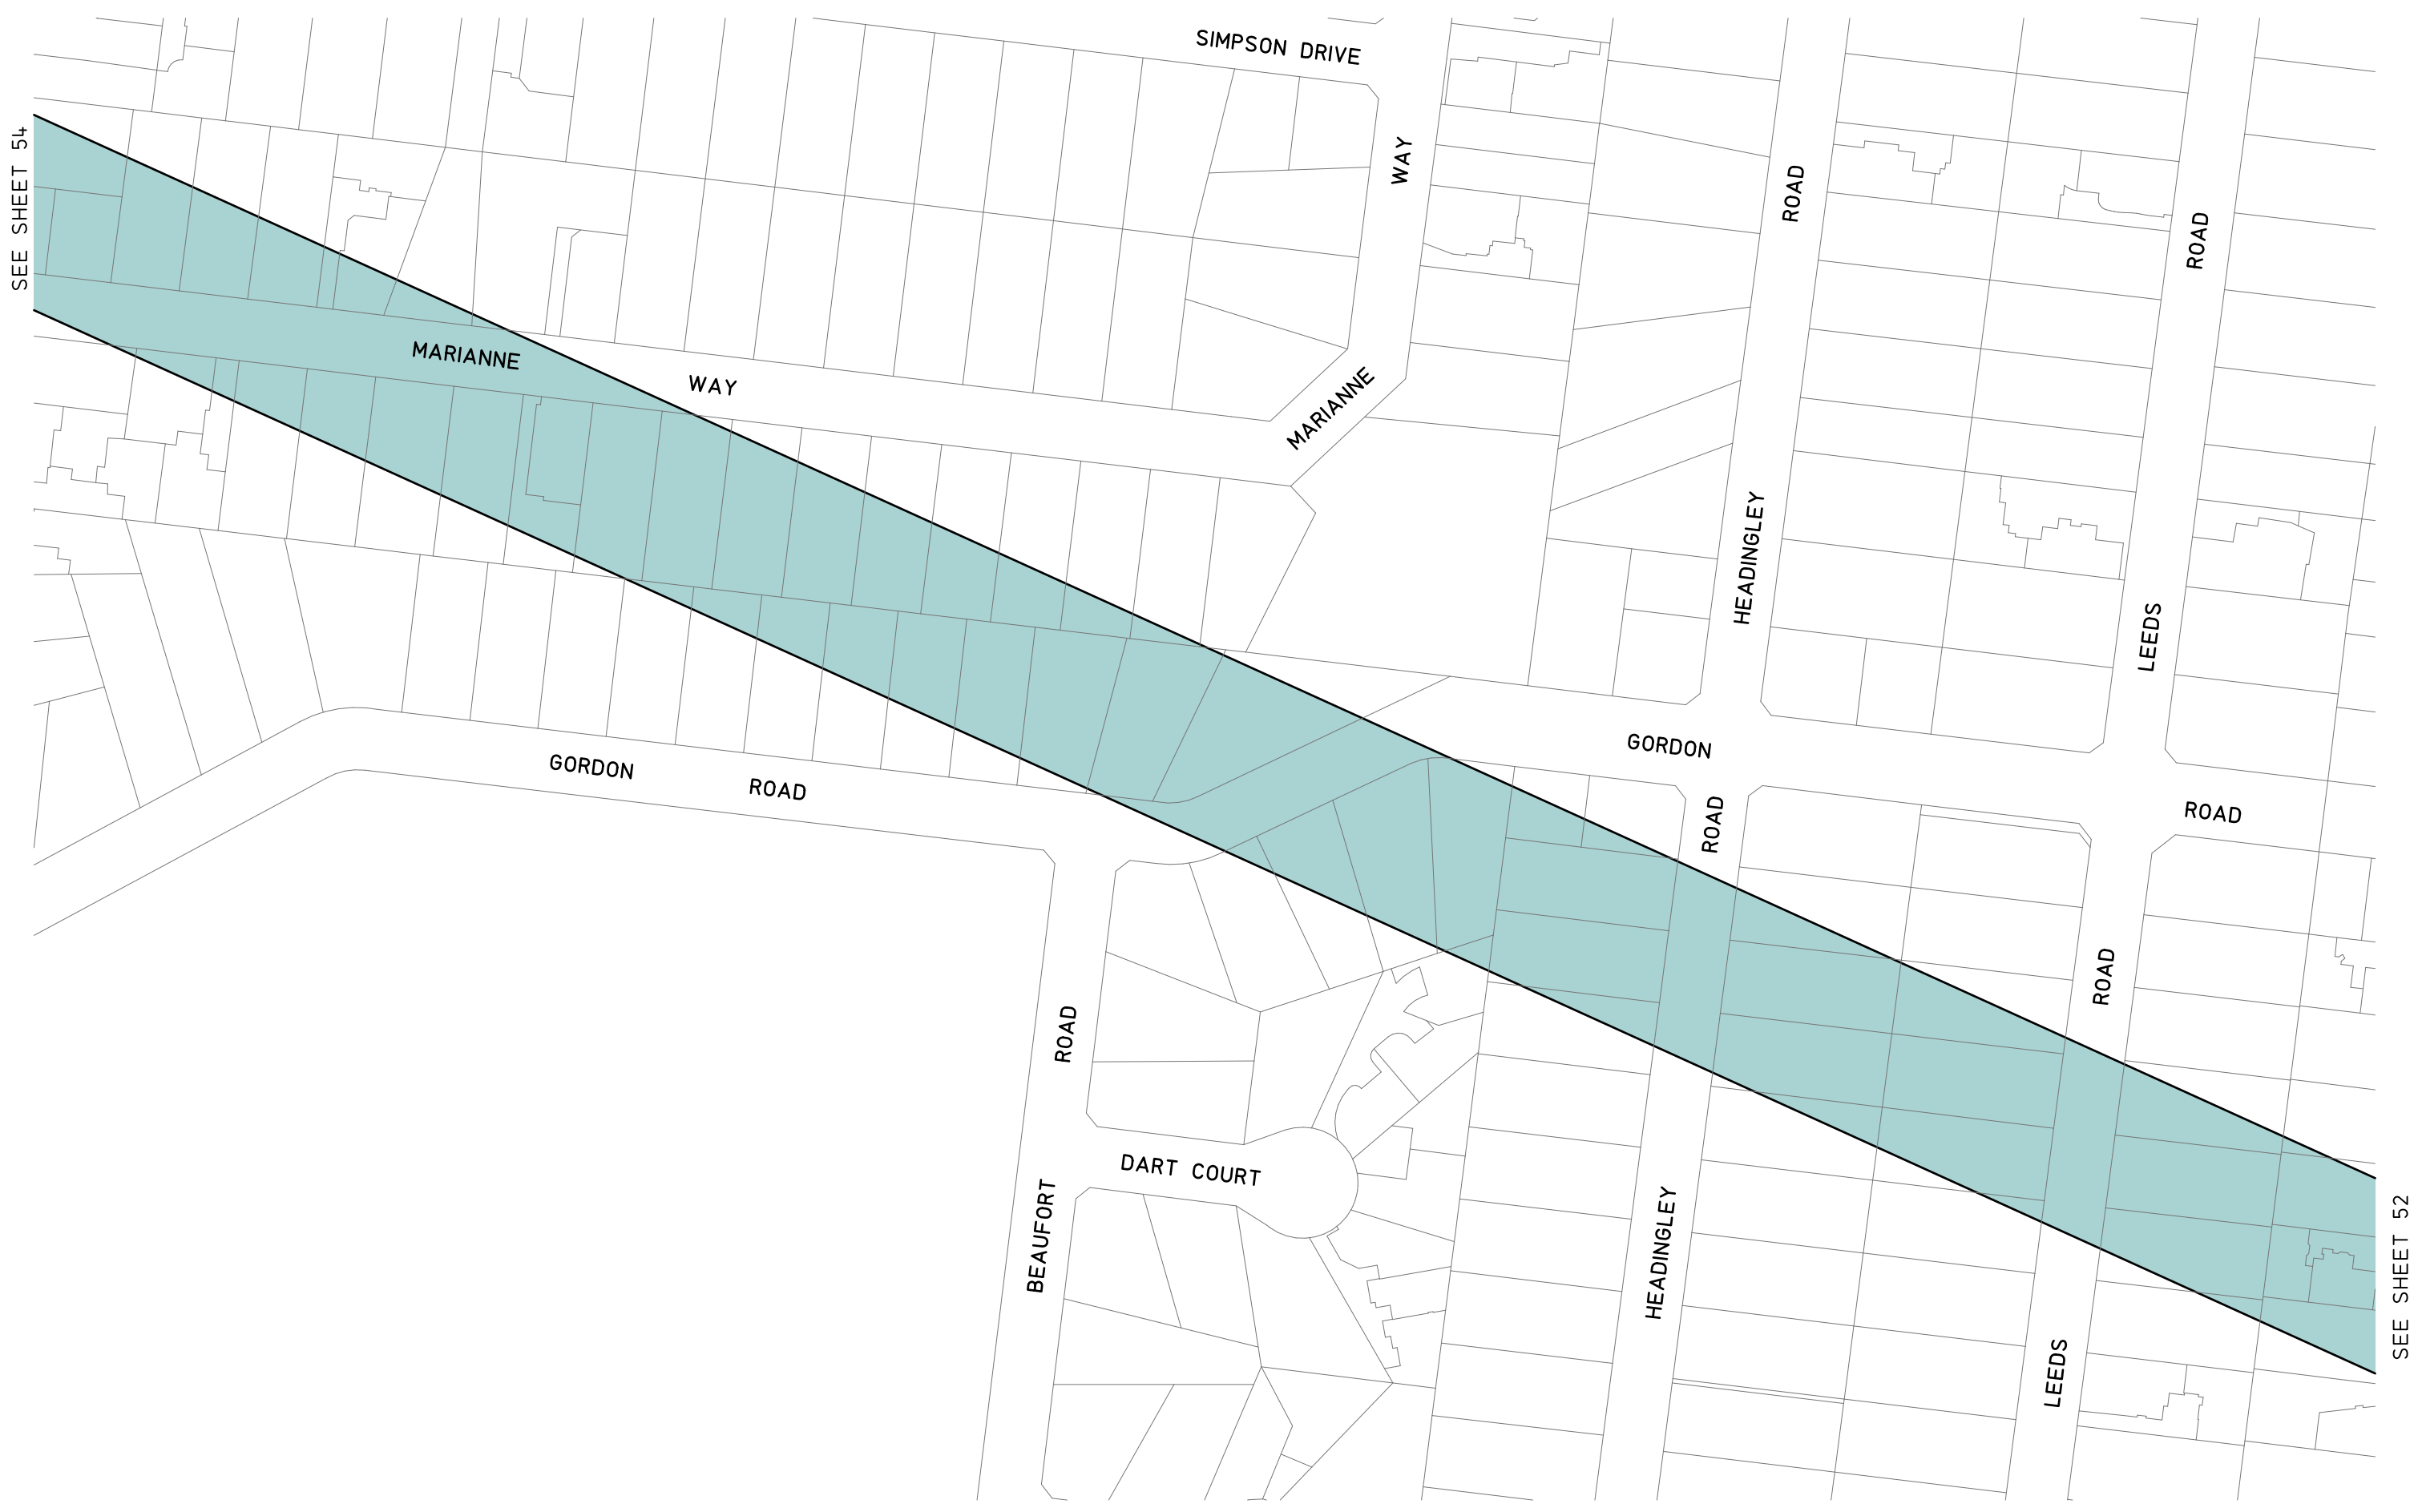 SIMPSON DRIVE
SEE SHEET 54
WAY
ROAD
ROAD
MARIANNE
WAY
MARIANNE
HEADINGLEY
LEEDS
GORDON
ROAD
GORDON
ROAD
ROAD
ROAD
ROAD
DART COURT
BEAUFORT
HEADINGLEY
LEEDS
SEE SHEET 52